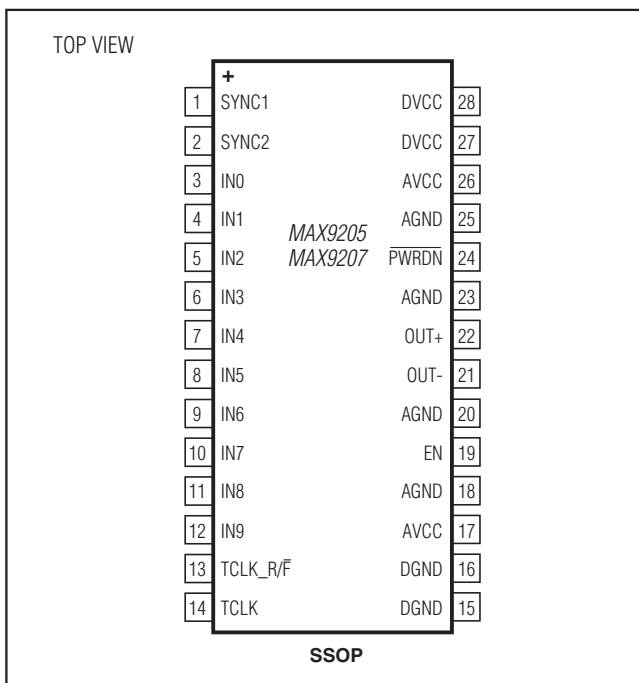 TOP VIEW
+
1 SYNC1 DVCC 28
2 SYNC2 DVCC 27
3 IN0 AVCC 26
4 IN1 AGND 25
MAX9205
5 IN2 MAX9207 P̅W̅R̅D̅N̅ 24
6 IN3 AGND 23
7 IN4 OUT+ 22
8 IN5 OUT- 21
9 IN6 AGND 20
10 IN7 EN 19
11 IN8 AGND 18
12 IN9 AVCC 17
13 TCLK_R/F̅ DGND 16
14 TCLK DGND 15
SSOP